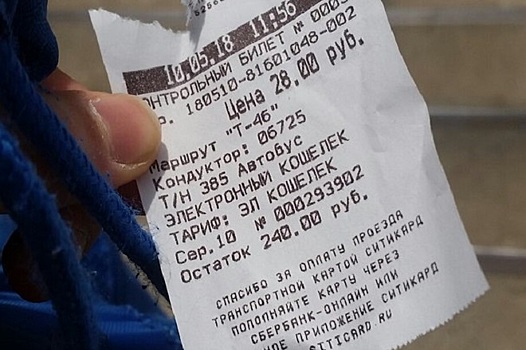 10.05.18 11:56
КОНТРОЛЬНЫЙ БИЛЕТ №
180510-81601048-002
Цена 28.00 руб.
Маршрут "Т-46"
Кондуктор: 06725
Т/Н 385 Автобус
ЭЛЕКТРОННЫЙ КОШЕЛЕК
ТАРИФ: ЭЛ КОШЕЛЕК
Сер.10 № 000293902
Остаток 240.00 руб.
СПАСИБО ЗА ОПЛАТУ ПРОЕЗДА
ТРАНСПОРТНОЙ КАРТОЙ СИТИКАРД
ПОПОЛНЯЙТЕ КАРТУ ЧЕРЕЗ
СБЕРБАНК-ОНЛАЙН ИЛИ
ПРИЛОЖЕНИЕ СИТИКАРД
SITICARD.RU